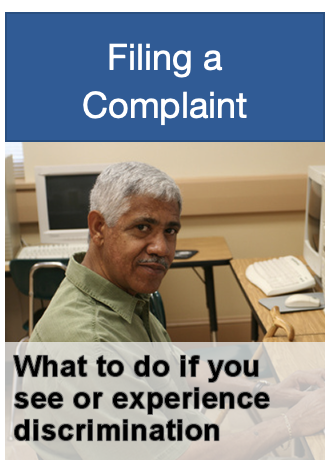 Filing a
Complaint
What to do if you
see or experience
discrimination